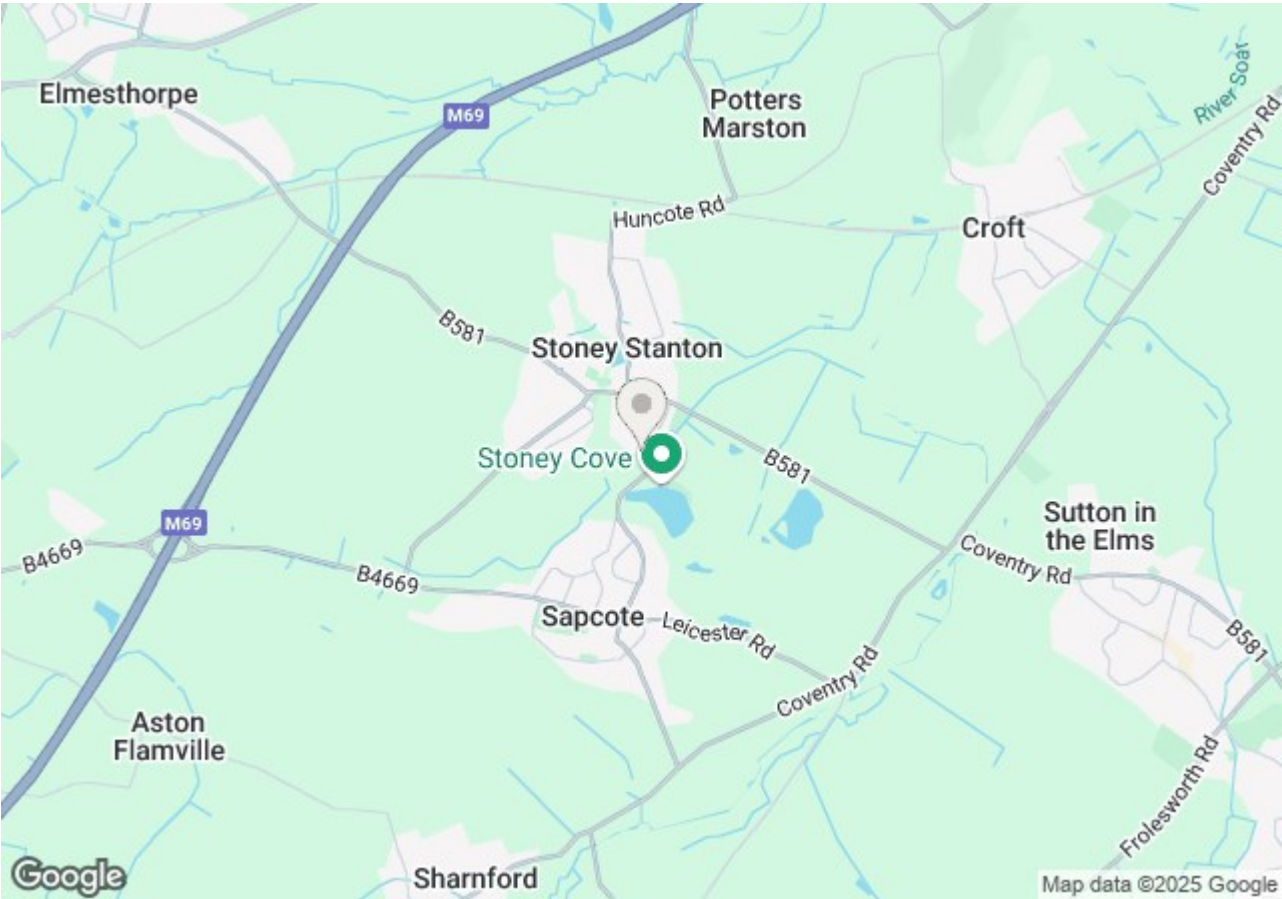 Elmesthorpe
M69
Potters
Marston
River Soar
Coventry Rd
Huncote Rd
Croft
B581
Stoney Stanton
Stoney Cove
B581
M69
B4669
B4669
Sutton in
the Elms
Coventry Rd
Sapcote
Leicester Rd
B581
Coventry Rd
Aston
Flamville
Frolesworth Rd
Sharnford
Google
Map data ©2025 Google